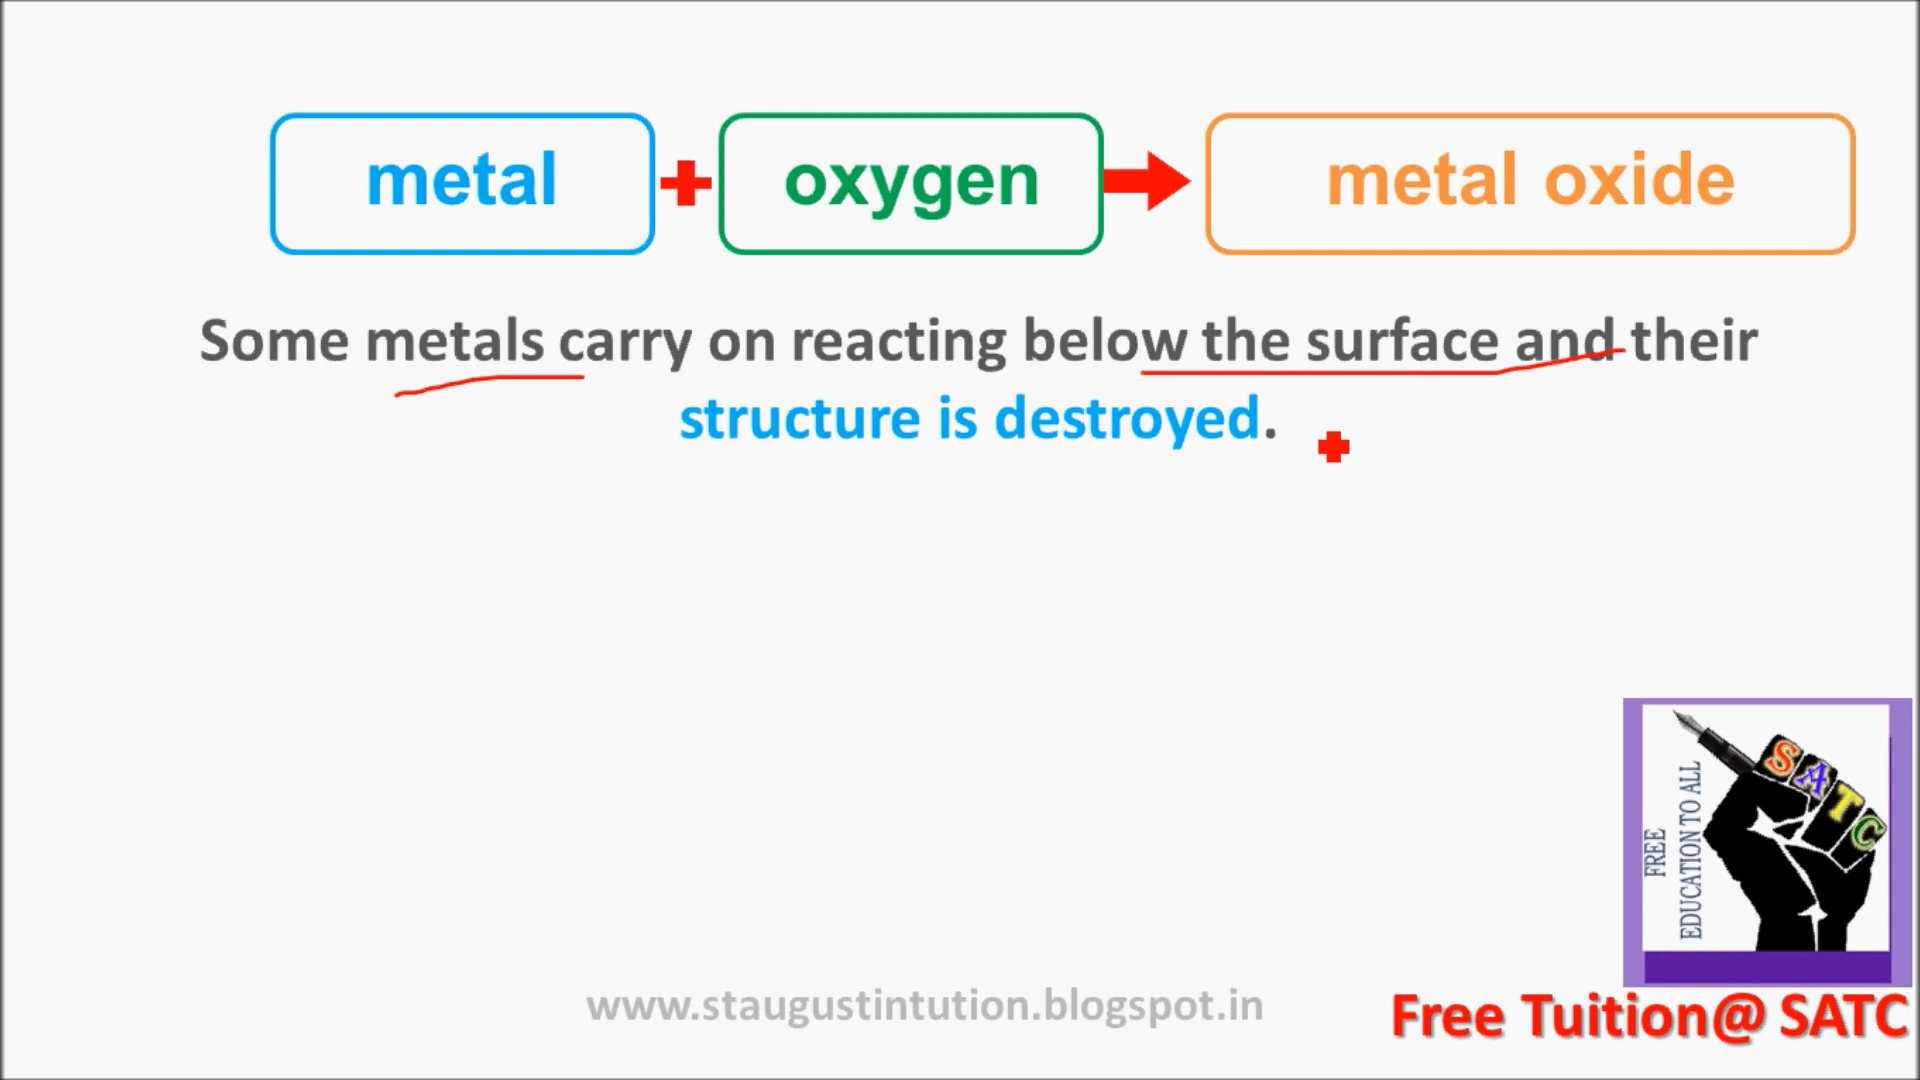 metal + oxygen → metal oxide
Some metals carry on reacting below the surface and their
structure is destroyed.
SATC
FREE
EDUCATION TO ALL
www.staugustintution.blogspot.in
Free Tuition@ SATC